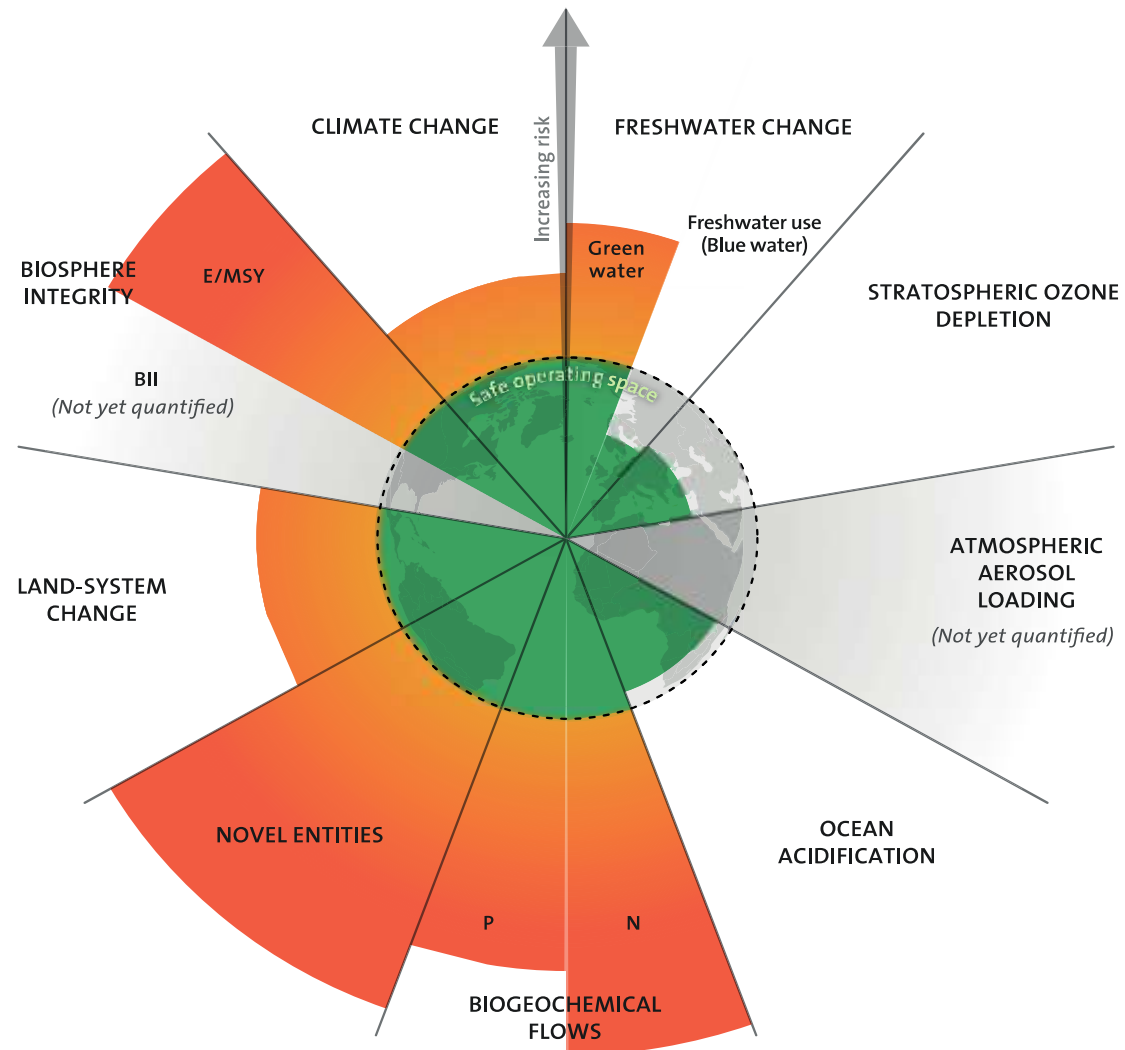 CLIMATE CHANGE
Increasing risk
FRESHWATER CHANGE
Green
water
Freshwater use
(Blue water)
STRATOSPHERIC OZONE
DEPLETION
ATMOSPHERIC
AEROSOL
LOADING
(Not yet quantified)
OCEAN
ACIDIFICATION
N
P
BIOGEOCHEMICAL
FLOWS
NOVEL ENTITIES
LAND-SYSTEM
CHANGE
BIOSPHERE
INTEGRITY
E/MSY
BII
(Not yet quantified)
Safe operating space